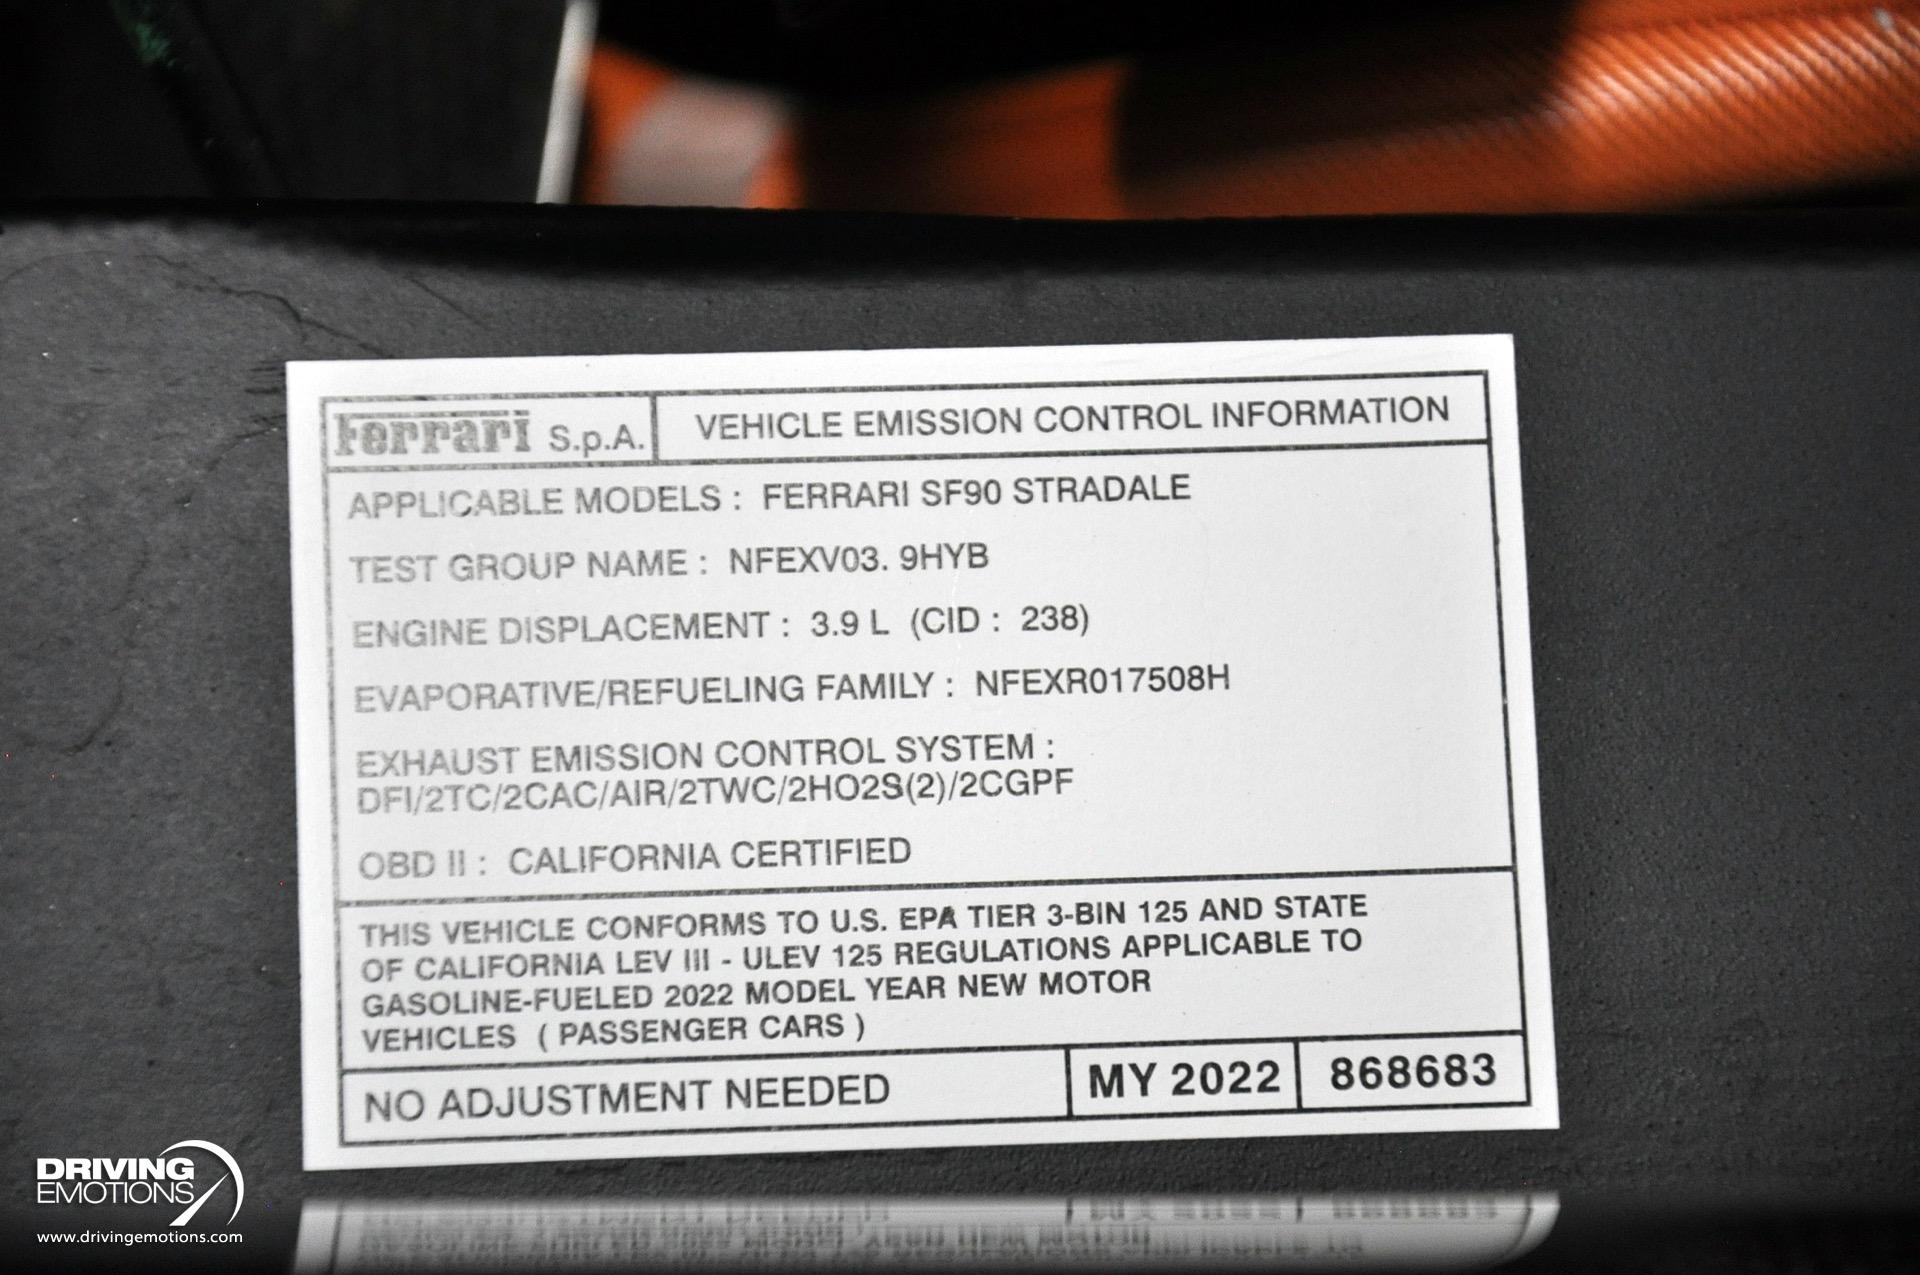 Ferrari S.p.A. VEHICLE EMISSION CONTROL INFORMATION
APPLICABLE MODELS : FERRARI SF90 STRADALE
TEST GROUP NAME : NFEXV03. 9HYB
ENGINE DISPLACEMENT : 3.9 L (CID : 238)
EVAPORATIVE/REFUELING FAMILY : NFEXR017508H
EXHAUST EMISSION CONTROL SYSTEM :
DFI/2TC/2CAC/AIR/2TWC/2HO2S(2)/2CGPF
OBD II : CALIFORNIA CERTIFIED
THIS VEHICLE CONFORMS TO U.S. EPA TIER 3-BIN 125 AND STATE
OF CALIFORNIA LEV III - ULEV 125 REGULATIONS APPLICABLE TO
GASOLINE-FUELED 2022 MODEL YEAR NEW MOTOR
VEHICLES ( PASSENGER CARS )
NO ADJUSTMENT NEEDED MY 2022 868683
DRIVING
EMOTIONS
www.drivingemotions.com